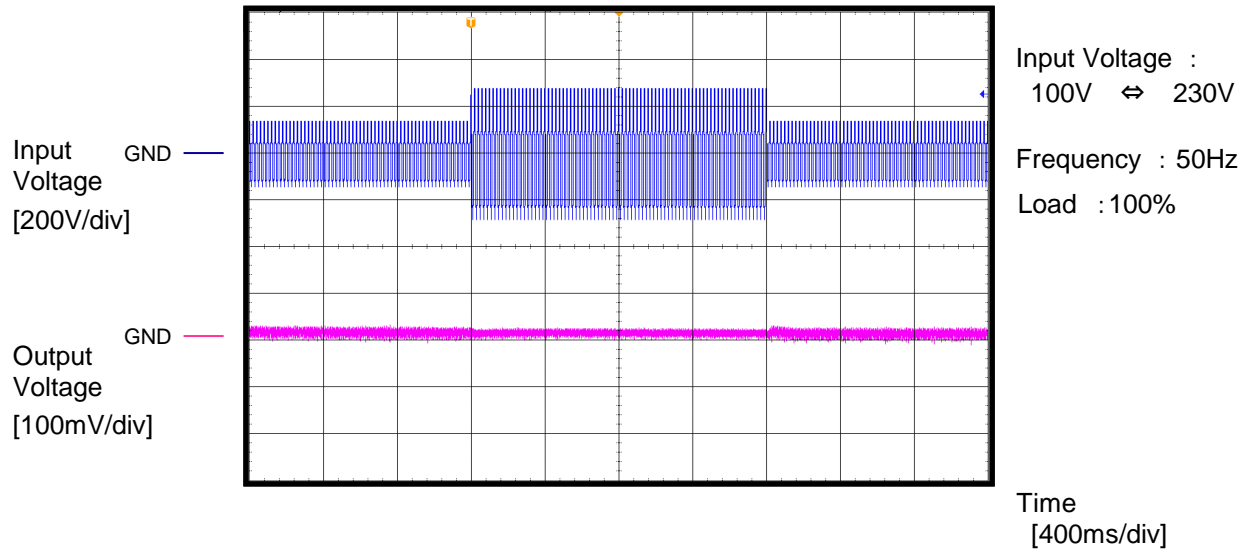 T
Input Voltage :
100V ⇔ 230V
Input
Voltage
[200V/div]
GND
Frequency : 50Hz
Load :100%
Output
Voltage
[100mV/div]
GND
Time
[400ms/div]